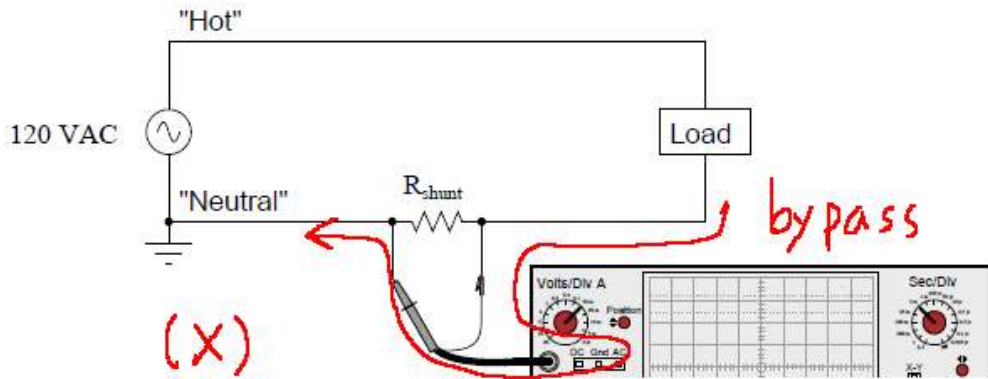 "Hot"
120 VAC
Load
"Neutral"
Rshunt
bypass
Volts/Div A
Sec/Div
Position
DC Gnd AC
X-Y
(X)